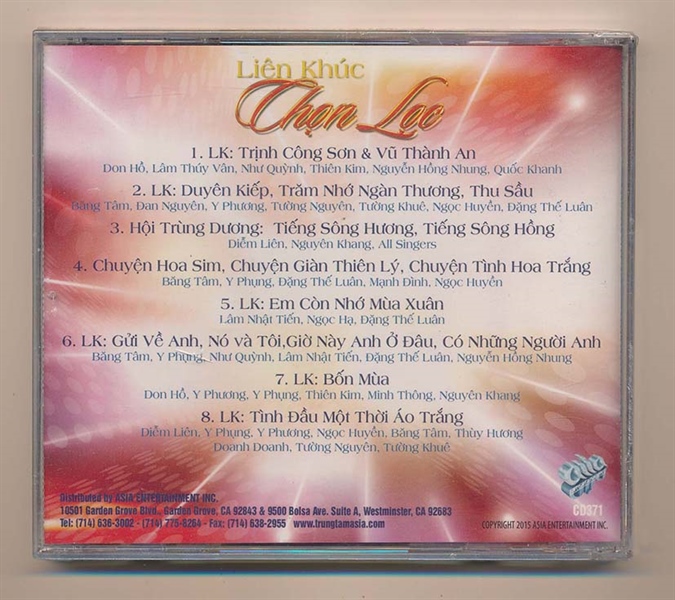 Liên Khúc
Chọn Lọc
1. LK: Trịnh Công Sơn & Vũ Thành An
Don Hồ, Lâm Thúy Vân, Như Quỳnh, Thiên Kim, Nguyễn Hồng Nhung, Quốc Khanh
2. LK: Duyên Kiếp, Trăm Nhớ Ngàn Thương, Thu Sầu
Băng Tâm, Đan Nguyên, Y Phương, Tường Nguyên, Tường Khuê, Ngọc Huyền, Đặng Thế Luân
3. Hội Trùng Dương: Tiếng Sông Hương, Tiếng Sông Hồng
Diễm Liên, Nguyên Khang, All Singers
4. Chuyện Hoa Sim, Chuyện Giàn Thiên Lý, Chuyện Tình Hoa Trắng
Băng Tâm, Y Phụng, Đặng Thế Luân, Mạnh Đình, Ngọc Huyền
5. LK: Em Còn Nhớ Mùa Xuân
Lâm Nhật Tiến, Ngọc Hạ, Đặng Thế Luân
6. LK: Gửi Về Anh, Nó và Tôi,Giờ Này Anh Ở Đâu, Có Những Người Anh
Băng Tâm, Y Phụng, Như Quỳnh, Lâm Nhật Tiến, Đặng Thế Luân, Nguyễn Hồng Nhung
7. LK: Bốn Mùa
Don Hồ, Y Phương, Y Phụng, Thiên Kim, Minh Thông, Nguyên Khang
8. LK: Tình Đầu Một Thời Áo Trắng
Diễm Liên, Y Phụng, Y Phương, Ngọc Huyền, Băng Tâm, Thùy Hương
Doanh Doanh, Tường Nguyên, Tường Khuê
Distributed by ASIA ENTERTAINMENT INC.
10501 Garden Grove Blvd. Garden Grove, CA 92843 & 9500 Bolsa Ave. Suite A, Westminster, CA 92683
Tel: (714) 636-3002 - (714) 775-8264 - Fax: (714) 638-2955 www.trungtamasia.com
asia
CD371
COPYRIGHT 2015 ASIA ENTERTAINMENT INC.